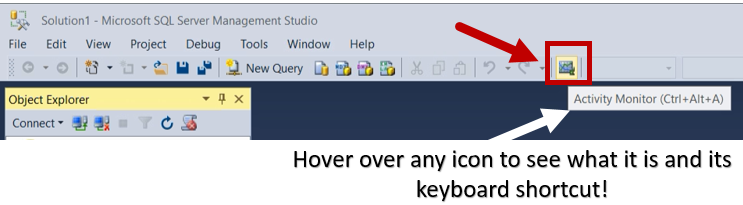 Solution1 - Microsoft SQL Server Management Studio
File Edit View Project Debug Tools Window Help
New Query
Object Explorer
Activity Monitor (Ctrl+Alt+A)
Connect
Hover over any icon to see what it is and its
keyboard shortcut!